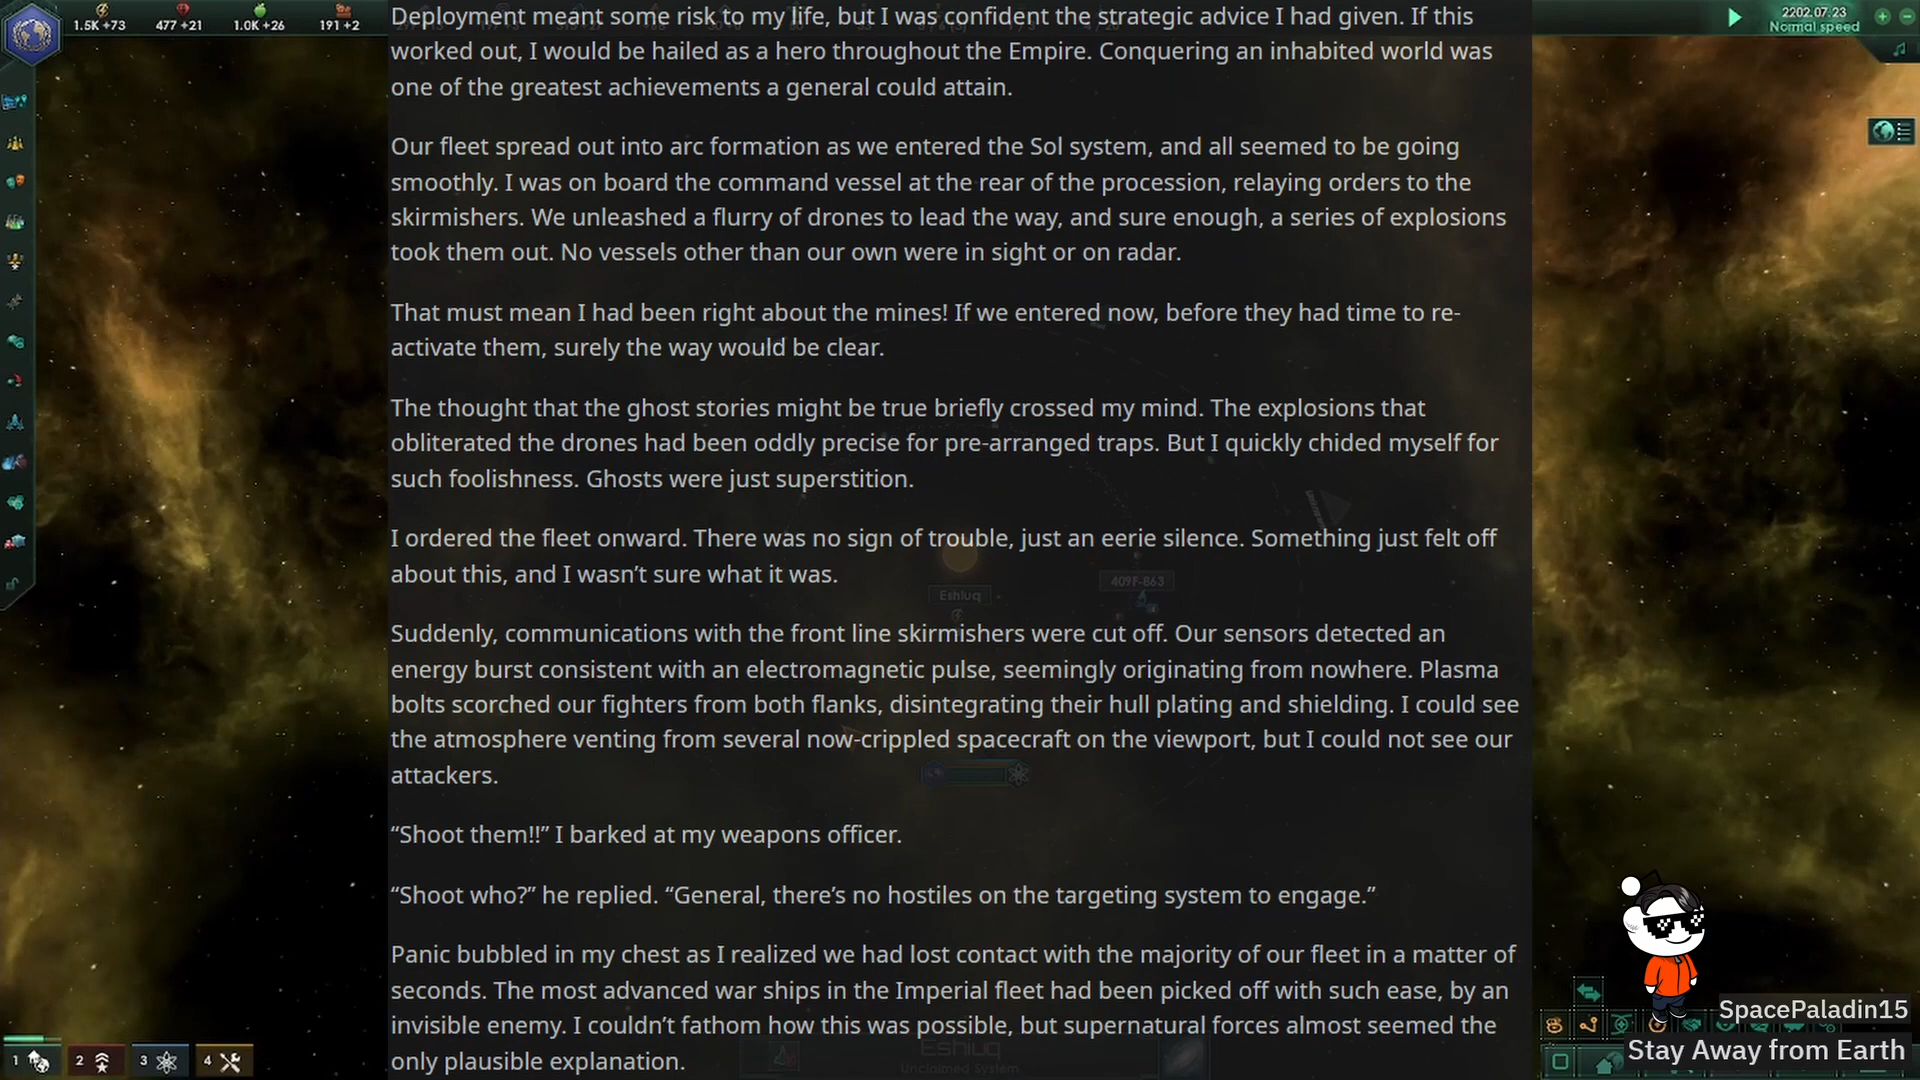 1.5K +73
477 +21
1.0K +26
191 +2
2202.07.23
Normal speed
Deployment meant some risk to my life, but I was confident the strategic advice I had given. If this
worked out, I would be hailed as a hero throughout the Empire. Conquering an inhabited world was
one of the greatest achievements a general could attain.
Our fleet spread out into arc formation as we entered the Sol system, and all seemed to be going
smoothly. I was on board the command vessel at the rear of the procession, relaying orders to the
skirmishers. We unleashed a flurry of drones to lead the way, and sure enough, a series of explosions
took them out. No vessels other than our own were in sight or on radar.
That must mean I had been right about the mines! If we entered now, before they had time to re-
activate them, surely the way would be clear.
The thought that the ghost stories might be true briefly crossed my mind. The explosions that
obliterated the drones had been oddly precise for pre-arranged traps. But I quickly chided myself for
such foolishness. Ghosts were just superstition.
I ordered the fleet onward. There was no sign of trouble, just an eerie silence. Something just felt off
about this, and I wasn’t sure what it was.
409F-863
Eshluq
Suddenly, communications with the front line skirmishers were cut off. Our sensors detected an
energy burst consistent with an electromagnetic pulse, seemingly originating from nowhere. Plasma
bolts scorched our fighters from both flanks, disintegrating their hull plating and shielding. I could see
the atmosphere venting from several now-crippled spacecraft on the viewport, but I could not see our
attackers.
“Shoot them!!” I barked at my weapons officer.
“Shoot who?” he replied. “General, there’s no hostiles on the targeting system to engage.”
Panic bubbled in my chest as I realized we had lost contact with the majority of our fleet in a matter of
seconds. The most advanced war ships in the Imperial fleet had been picked off with such ease, by an
invisible enemy. I couldn’t fathom how this was possible, but supernatural forces almost seemed the
only plausible explanation.
Eshluq
Unclaimed System
1
2
3
4
SpacePaladin15
Stay Away from Earth